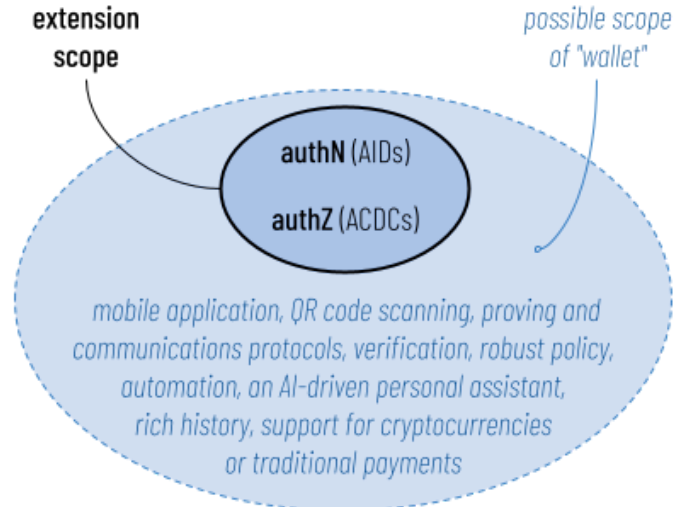 extension
scope
possible scope
of "wallet"
authN (AIDs)
authZ (ACDCs)
mobile application, QR code scanning, proving and
communications protocols, verification, robust policy,
automation, an AI-driven personal assistant,
rich history, support for cryptocurrencies
or traditional payments